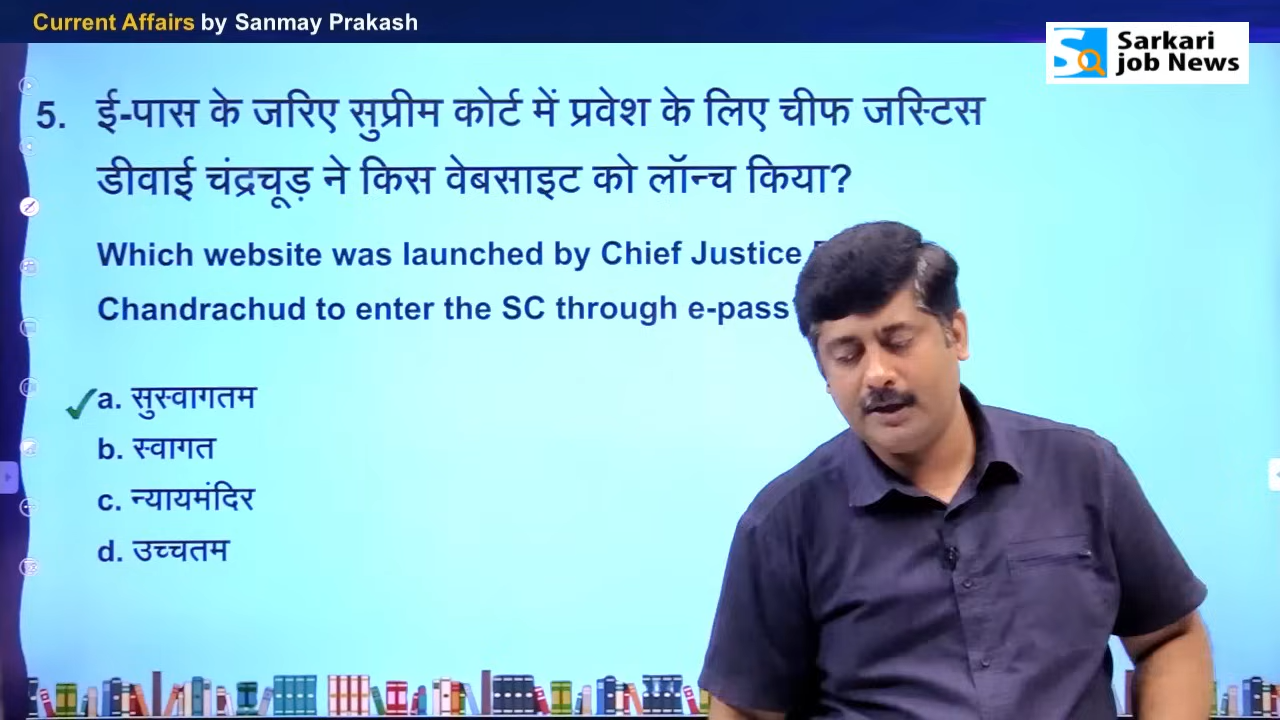 Current Affairs by Sanmay Prakash
Sarkari
job News
5. ई-पास के जरिए सुप्रीम कोर्ट में प्रवेश के लिए चीफ जस्टिस
डीवाई चंद्रचूड़ ने किस वेबसाइट को लॉन्च किया?
Which website was launched by Chief Justice
Chandrachud to enter the SC through e-pass
a. सुस्वागतम
b. स्वागत
c. न्यायमंदिर
d. उच्चतम